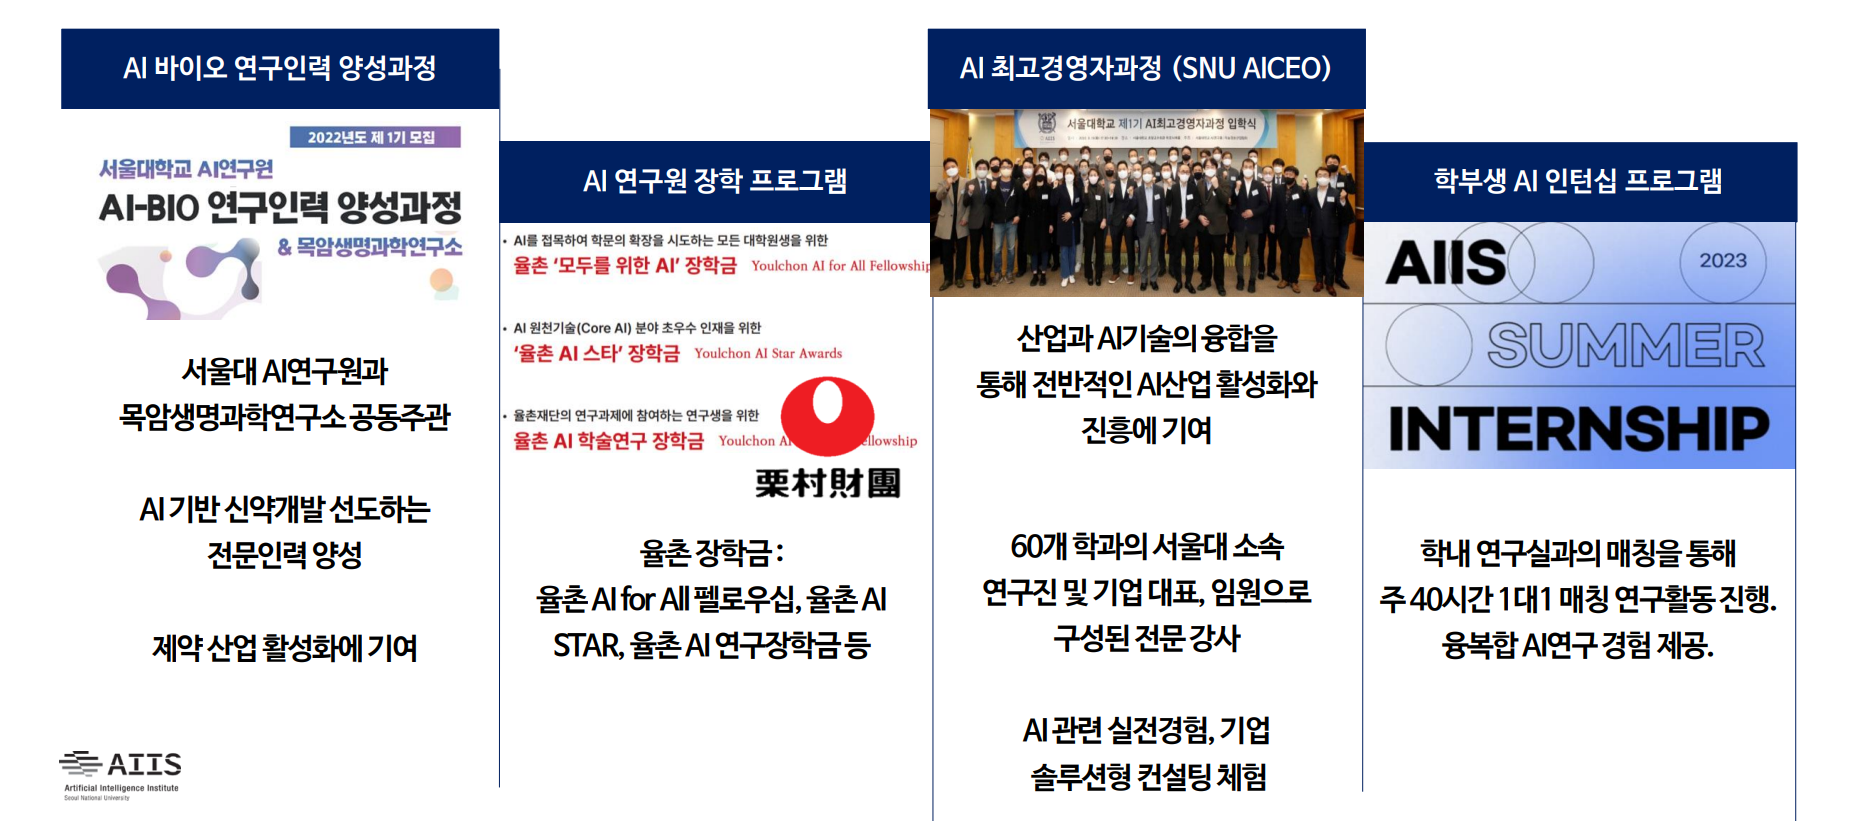 AI 바이오 연구인력 양성과정
2022년도 제 1기 모집
서울대학교 AI연구원
AI-BIO 연구인력 양성과정
& 목암생명과학연구소
서울대 AI연구원과
목암생명과학연구소 공동주관
AI 기반 신약개발 선도하는
전문인력 양성
제약 산업 활성화에 기여
AIIS
Artificial Intelligence Institute
Seoul National University
AI 연구원 장학 프로그램
• AI를 접목하여 학문의 확장을 시도하는 모든 대학원생을 위한
율촌 ‘모두를 위한 AI’ 장학금 Youlchon AI for All Fellowship
• AI 원천기술(Core AI) 분야 초우수 인재를 위한
‘율촌 AI 스타’ 장학금 Youlchon AI Star Awards
• 율촌재단의 연구과제에 참여하는 연구생을 위한
율촌 AI 학술연구 장학금 Youlchon A ellowship
栗村財團
율촌 장학금 :
율촌 AI for All 펠로우십, 율촌 AI
STAR, 율촌 AI 연구장학금 등
AI 최고경영자과정 (SNU AICEO)
서울대학교 제1기 AI최고경영자과정 입학식
산업과 AI기술의 융합을
통해 전반적인 AI산업 활성화와
진흥에 기여
60개 학과의 서울대 소속
연구진 및 기업 대표, 임원으로
구성된 전문 강사
AI 관련 실전경험, 기업
솔루션형 컨설팅 체험
학부생 AI 인턴십 프로그램
AIIS 2023
SUMMER
INTERNSHIP
학내 연구실과의 매칭을 통해
주 40시간 1대1 매칭 연구활동 진행.
융복합 AI연구 경험 제공.